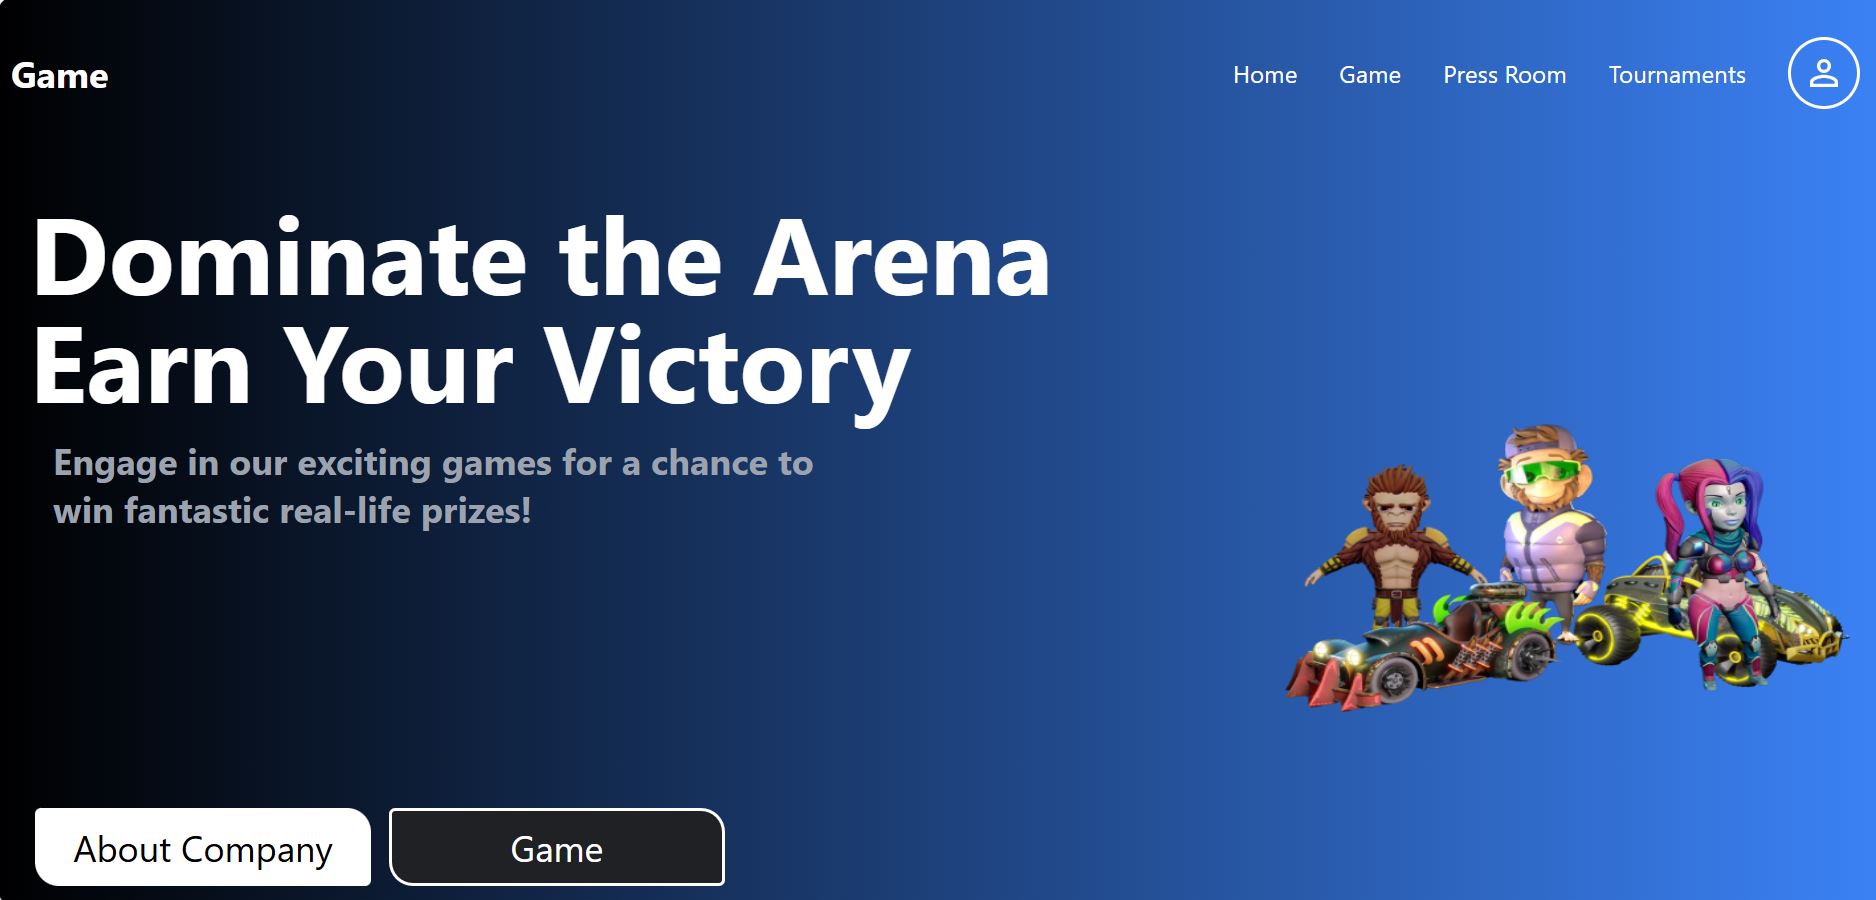 Game
Home
Game
Press Room
Tournaments
Dominate the Arena
Earn Your Victory
Engage in our exciting games for a chance to
win fantastic real-life prizes!
About Company
Game